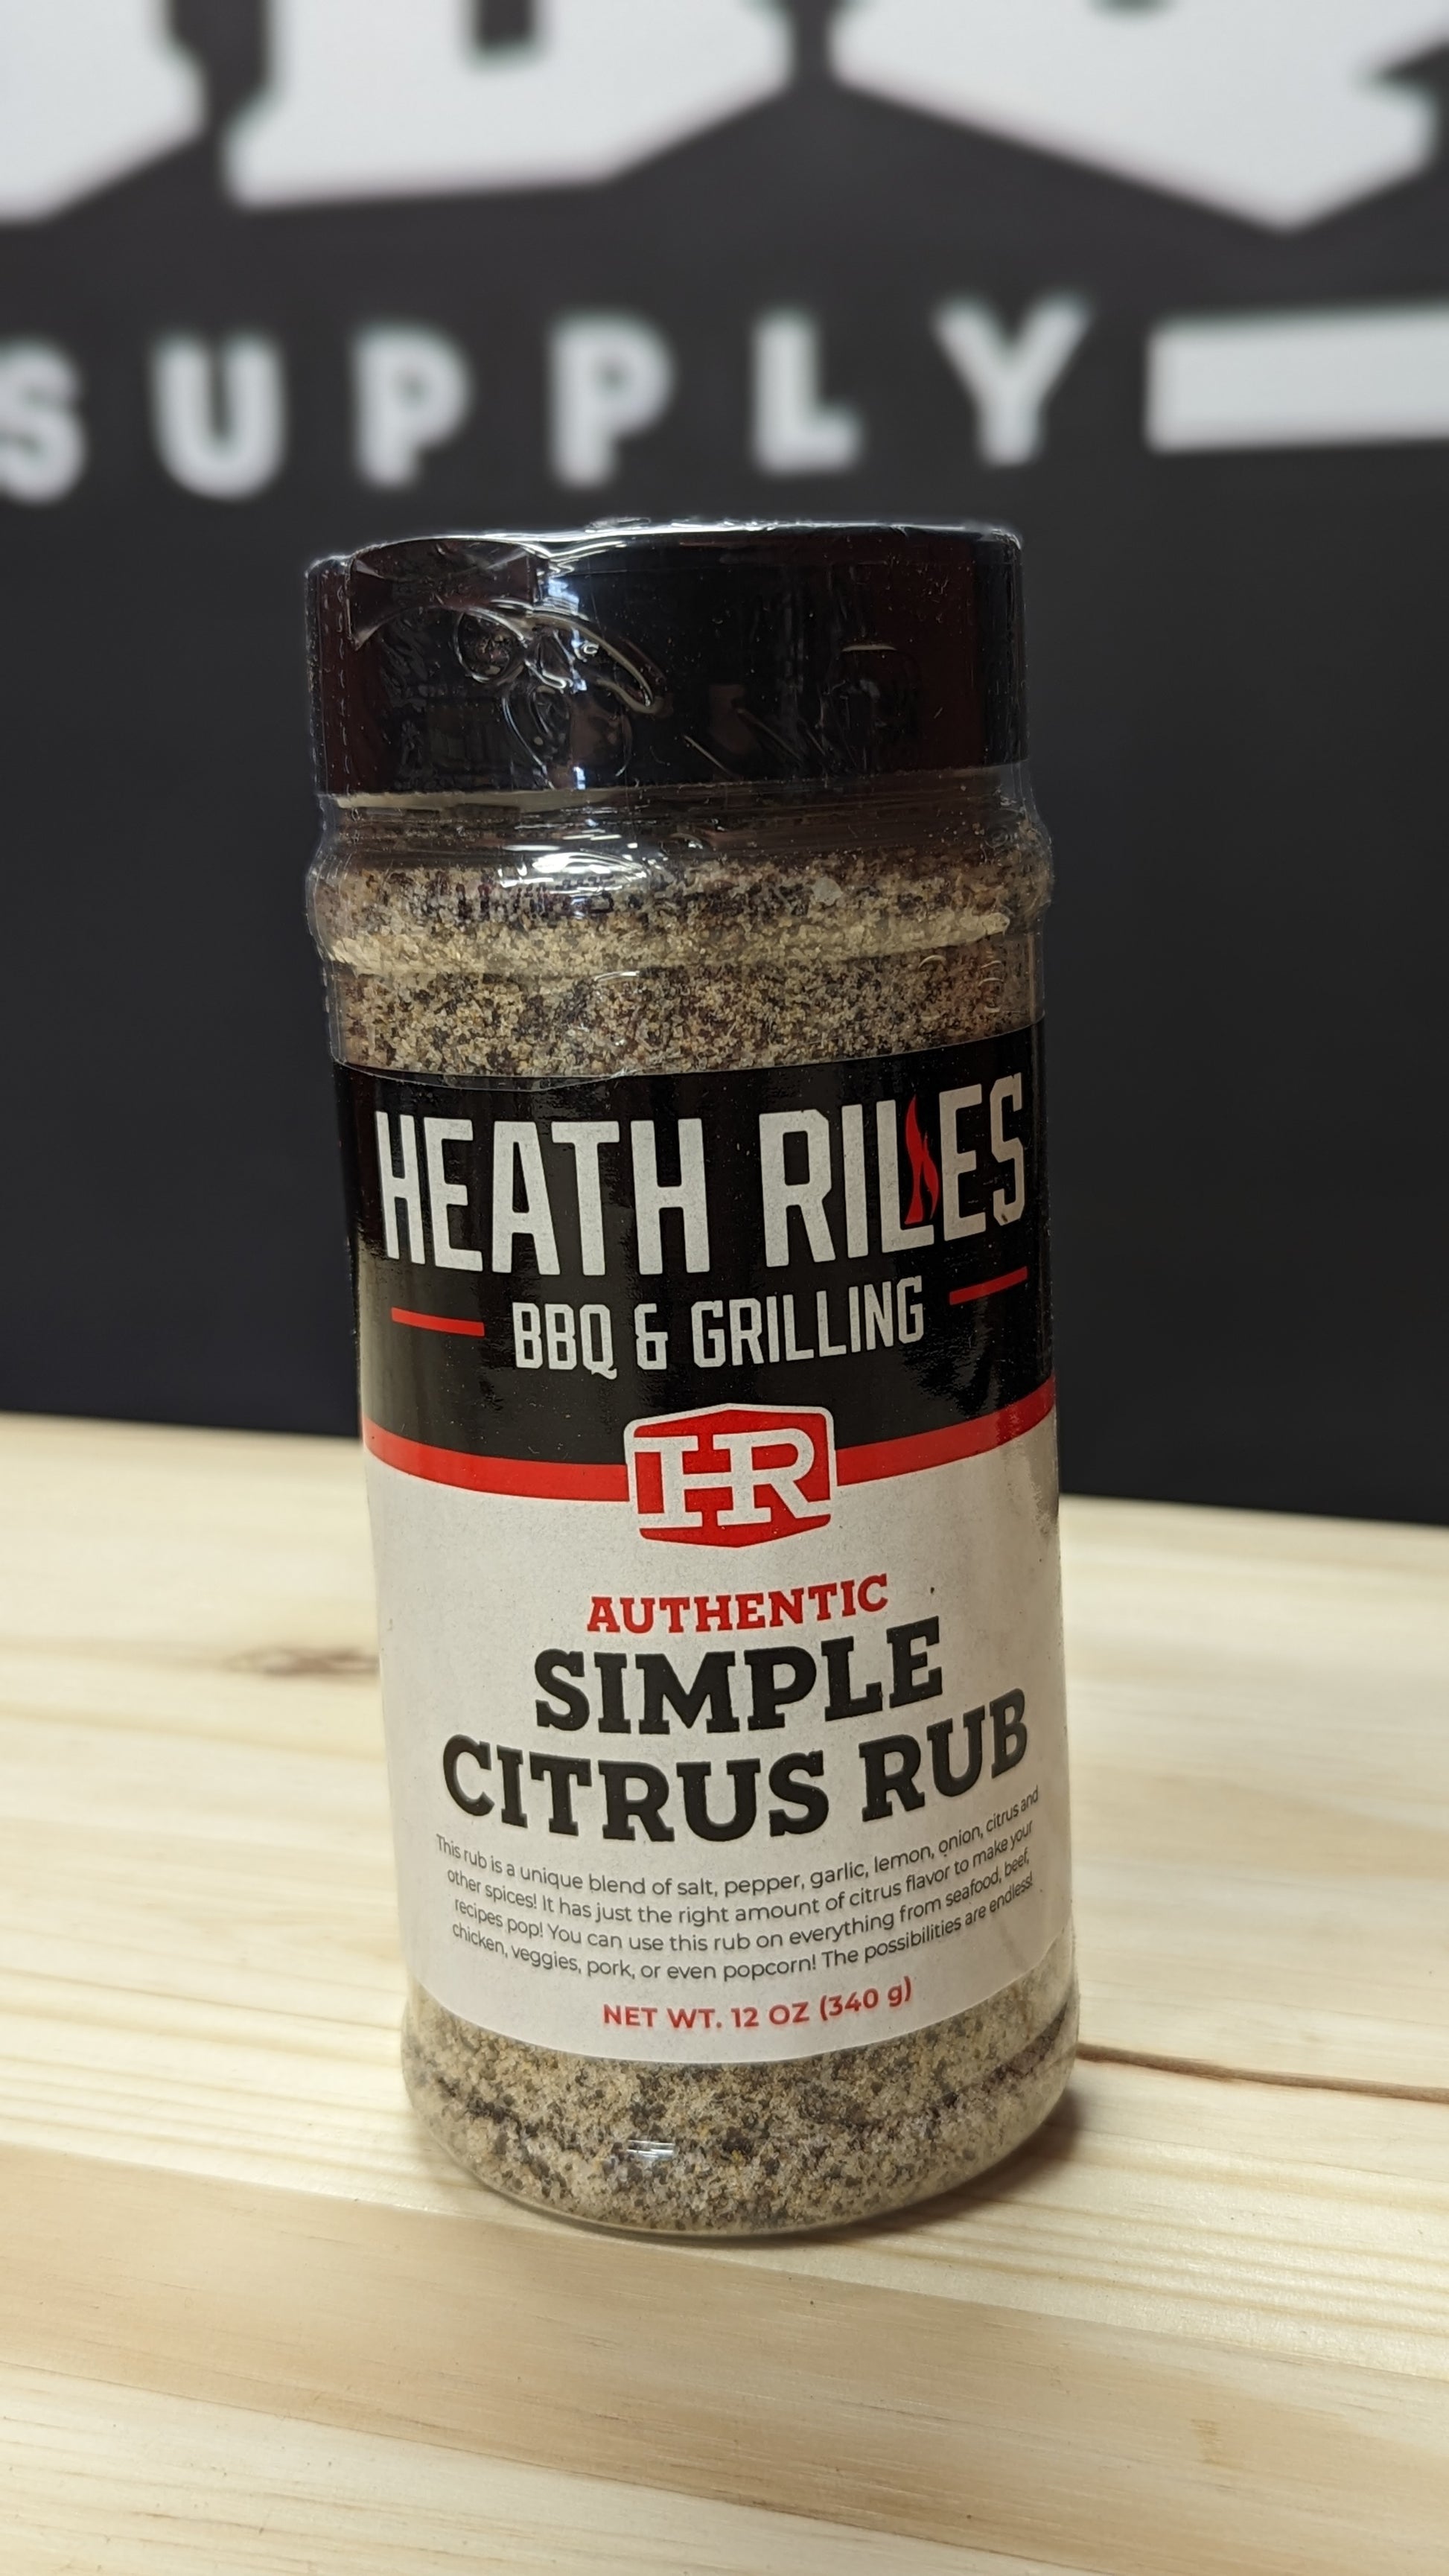 SUPPLY
HEATH RILES
BBQ & GRILLING
HR
AUTHENTIC
SIMPLE
CITRUS RUB
This rub is a unique blend of salt, pepper, garlic, lemon, onion, citrus and
other spices! It has just the right amount of citrus flavor to make your
recipes pop! You can use this rub on everything from seafood, beef,
chicken, veggies, pork, or even popcorn! The possibilities are endless!
NET WT. 12 OZ (340 g)